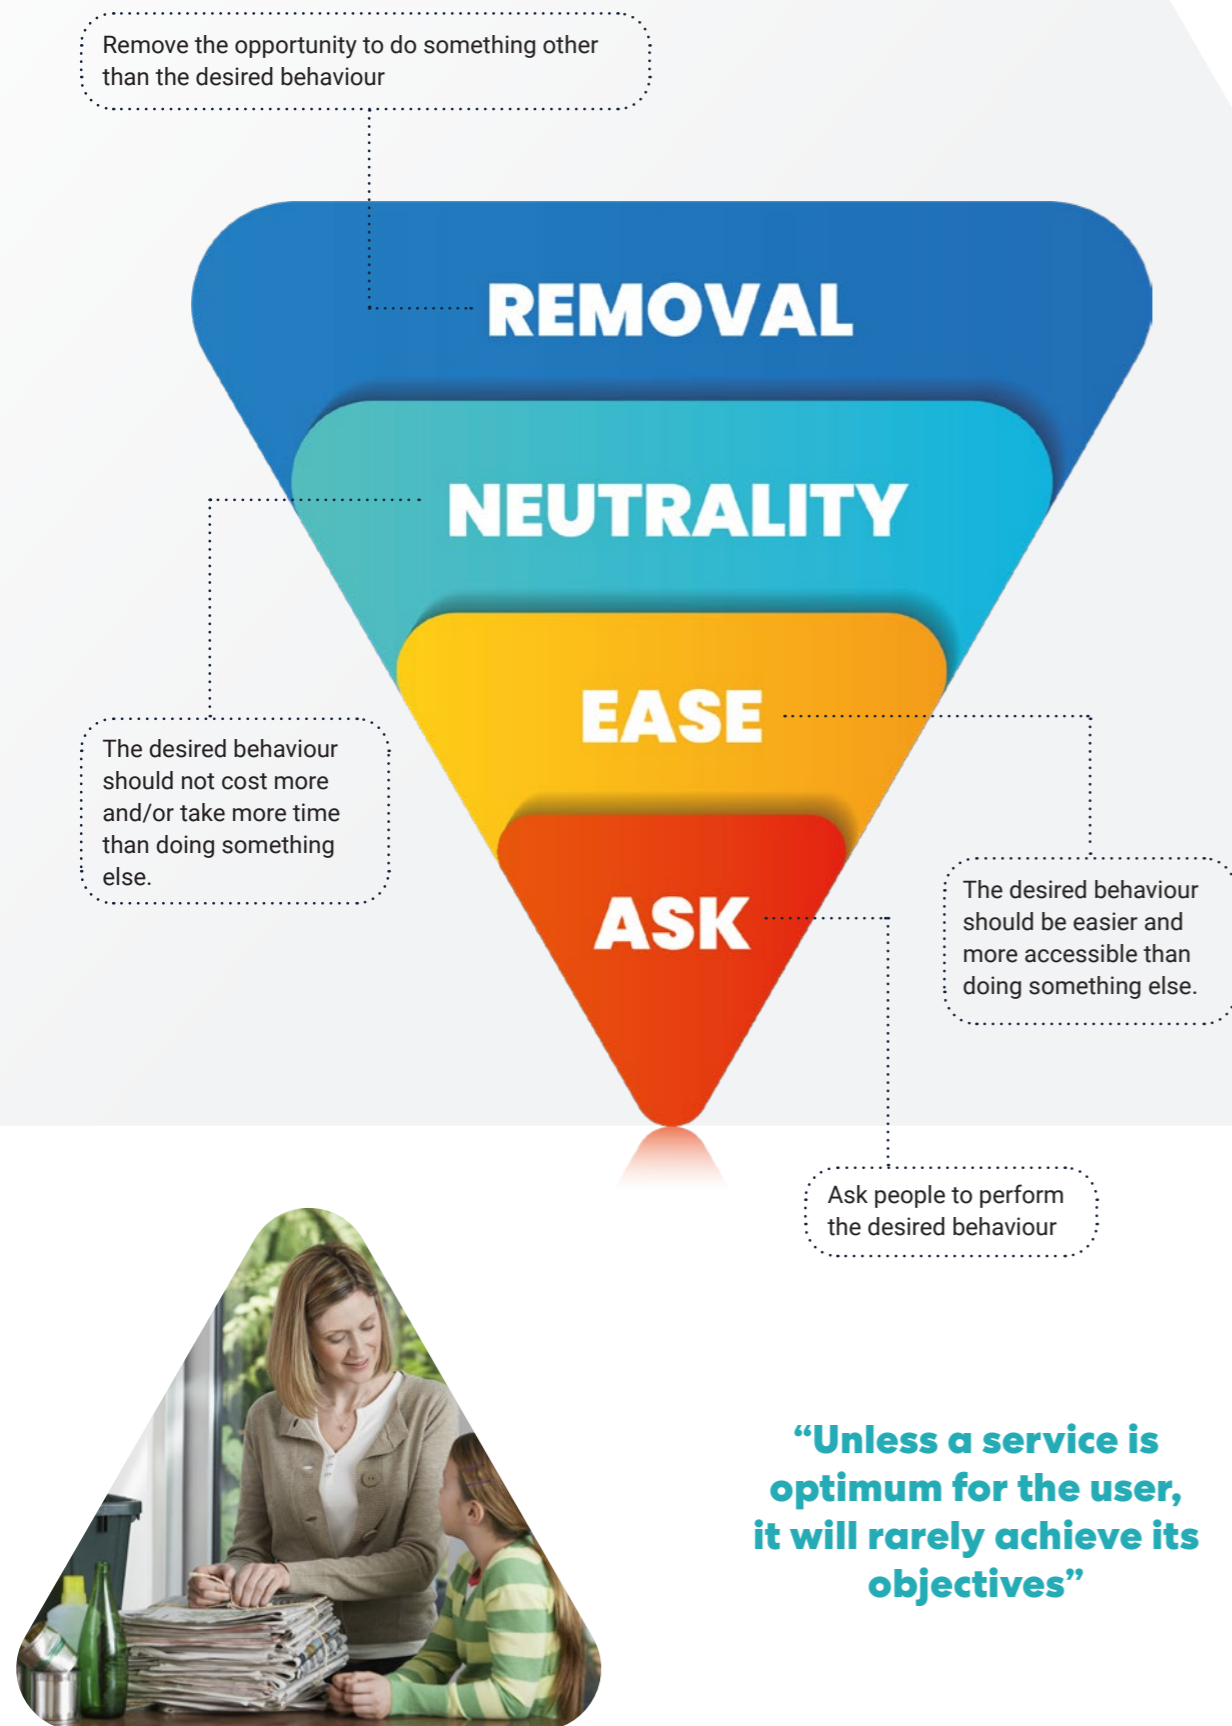 Remove the opportunity to do something other
than the desired behaviour
REMOVAL
NEUTRALITY
EASE
The desired behaviour
should not cost more
and/or take more time
than doing something
else.
ASK
The desired behaviour
should be easier and
more accessible than
doing something else.
Ask people to perform
the desired behaviour
“Unless a service is
optimum for the user,
it will rarely achieve its
objectives”